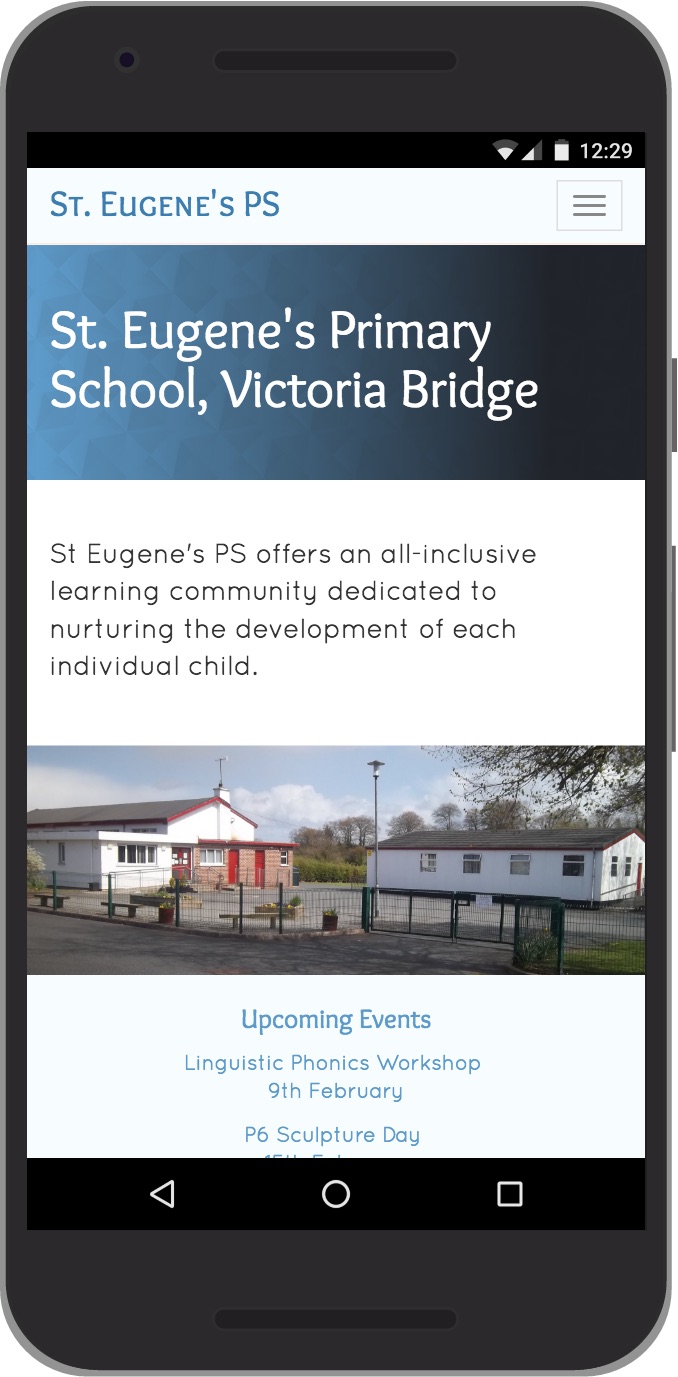 12:29
St. Eugene's PS
St. Eugene's Primary
School, Victoria Bridge
St Eugene's PS offers an all-inclusive
learning community dedicated to
nurturing the development of each
individual child.
Upcoming Events
Linguistic Phonics Workshop
9th February
P6 Sculpture Day